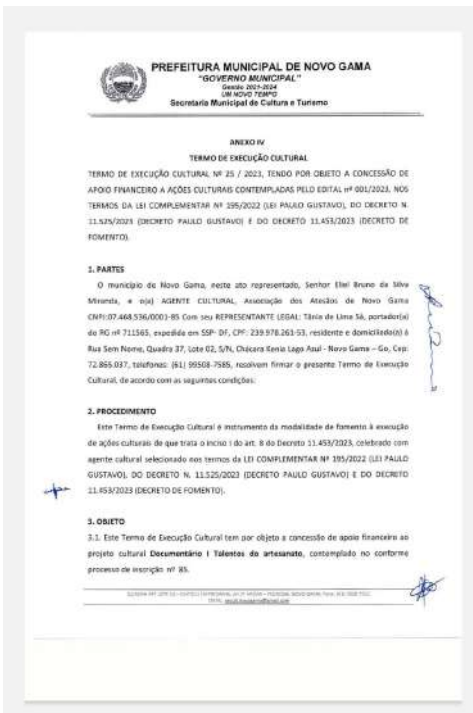 PREFEITURA MUNICIPAL DE NOVO GAMA
"GOVERNO MUNICIPAL"
Gestão 2021-2024
UM NOVO TEMPO
Secretaria Municipal de Cultura e Turismo
ANEXO IV
TERMO DE EXECUÇÃO CULTURAL
TERMO DE EXECUÇÃO CULTURAL Nº 25 / 2023, TENDO POR OBJETO A CONCESSÃO DE
APOIO FINANCEIRO A AÇÕES CULTURAIS CONTEMPLADAS PELO EDITAL nº 001/2023, NOS
TERMOS DA LEI COMPLEMENTAR Nº 195/2022 (LEI PAULO GUSTAVO), DO DECRETO N.
11.525/2023 (DECRETO PAULO GUSTAVO) E DO DECRETO 11.453/2023 (DECRETO DE
FOMENTO).
1. PARTES
O município de Novo Gama, neste ato representado, Senhor Eliel Bruno da Silva
Miranda, e o(a) AGENTE CULTURAL, Associação dos Atesãos de Novo Gama
CNPJ:07.468.536/0001-85 Com seu REPRESENTANTE LEGAL: Tânia de Lima Sá, portador(a)
do RG nº 711565, expedida em SSP- DF, CPF: 239.978.261-53, residente e domiciliado(a) à
Rua Sem Nome, Quadra 37, Lote 02, S/N, Chácara Kenia Lago Azul - Novo Gama – Go, Cep:
72.865.037, telefones: (61) 99508-7585, resolvem firmar o presente Termo de Execução
Cultural, de acordo com as seguintes condições:
2. PROCEDIMENTO
Este Termo de Execução Cultural é instrumento da modalidade de fomento à execução
de ações culturais de que trata o inciso I do art. 8 do Decreto 11.453/2023, celebrado com
agente cultural selecionado nos termos da LEI COMPLEMENTAR Nº 195/2022 (LEI PAULO
GUSTAVO), DO DECRETO N. 11.525/2023 (DECRETO PAULO GUSTAVO) E DO DECRETO
11.453/2023 (DECRETO DE FOMENTO).
3. OBJETO
3.1. Este Termo de Execução Cultural tem por objeto a concessão de apoio financeiro ao
projeto cultural Documentário I Talentos do artesanato, contemplado no conforme
processo de inscrição nº 85.